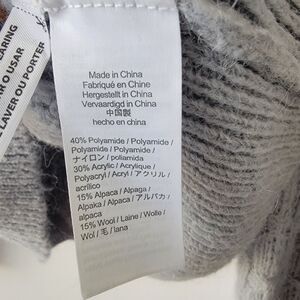 EARING
R O USAR
LAVER OU PORTER
Made in China
Fabriqué en Chine
Hergestellt in China
Vervaardigd in China
中国製
hecho en china
40% Polyamide / Polyamide /
Polyamide / Polyamide /
ナイロン / poliamida
30% Acrylic / Acrylique /
Polyacryl / Acryl / アクリル /
acrílico
15% Alpaca / Alpaga /
Alpaka / Alpaca / アルパカ /
alpaca
15% Wool / Laine / Wolle /
Wol / 毛 / lana